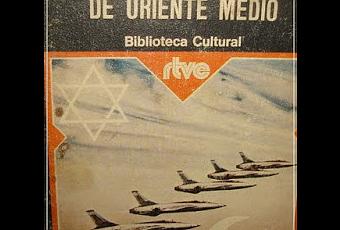 DE ORIENTE MEDIO
Biblioteca Cultural
rtve